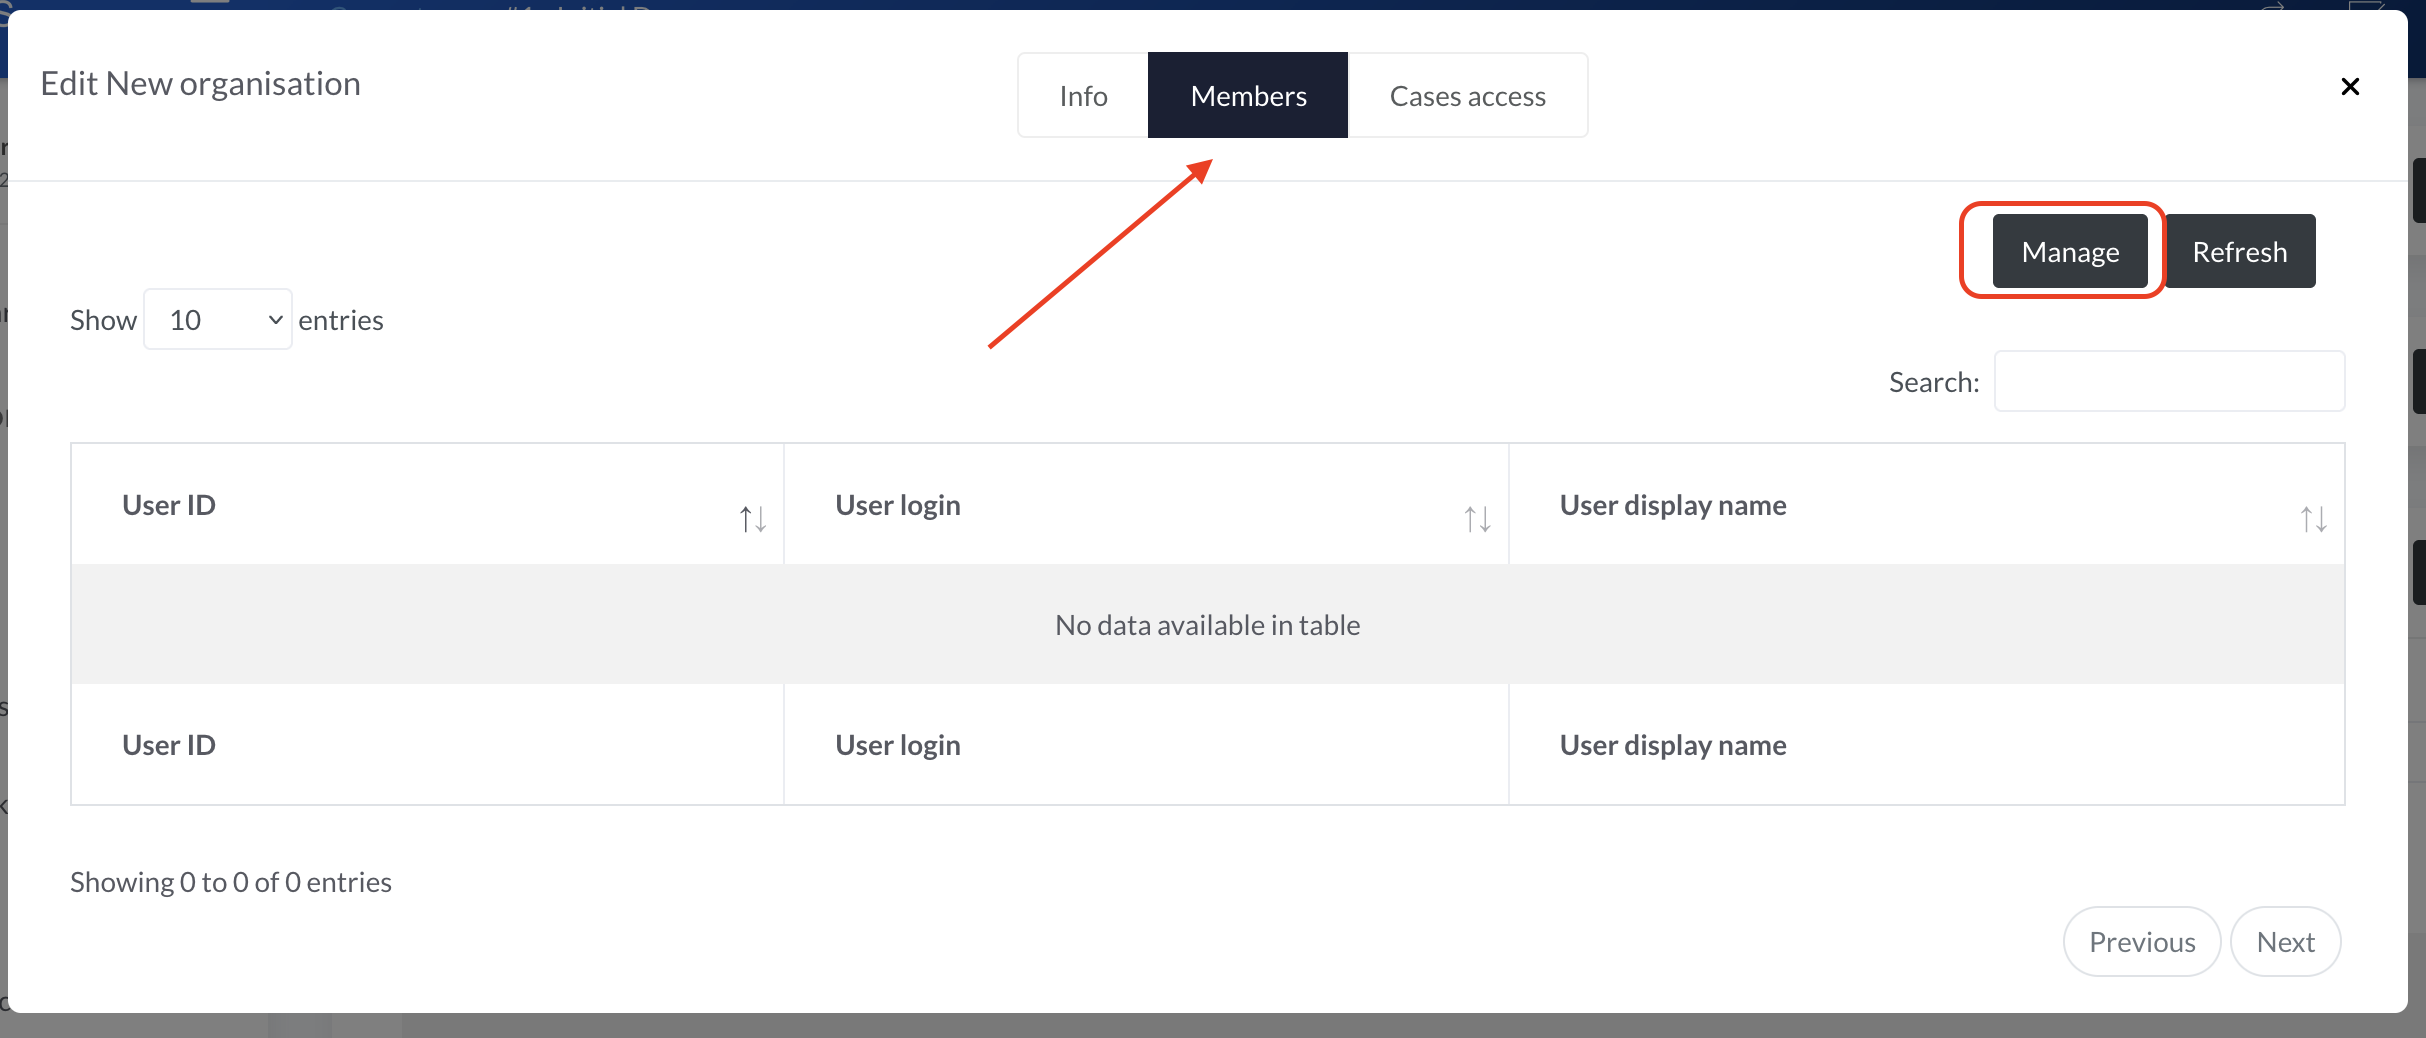 Edit New organisation
Info
Members
Cases access
Manage
Refresh
Show 10 entries
Search:
User ID
User login
User display name
No data available in table
User ID
User login
User display name
Showing 0 to 0 of 0 entries
Previous
Next